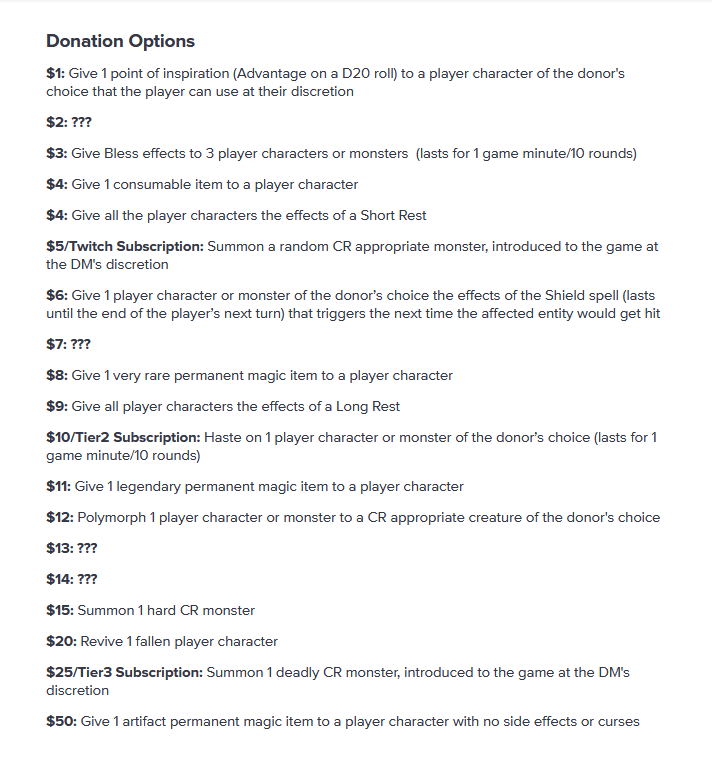 Donation Options
$1: Give 1 point of inspiration (Advantage on a D20 roll) to a player character of the donor's
choice that the player can use at their discretion
$2: ???
$3: Give Bless effects to 3 player characters or monsters  (lasts for 1 game minute/10 rounds)
$4: Give 1 consumable item to a player character
$4: Give all the player characters the effects of a Short Rest
$5/Twitch Subscription: Summon a random CR appropriate monster, introduced to the game at
the DM's discretion
$6: Give 1 player character or monster of the donor’s choice the effects of the Shield spell (lasts
until the end of the player’s next turn) that triggers the next time the affected entity would get hit
$7: ???
$8: Give 1 very rare permanent magic item to a player character
$9: Give all player characters the effects of a Long Rest
$10/Tier2 Subscription: Haste on 1 player character or monster of the donor’s choice (lasts for 1
game minute/10 rounds)
$11: Give 1 legendary permanent magic item to a player character
$12: Polymorph 1 player character or monster to a CR appropriate creature of the donor's choice
$13: ???
$14: ???
$15: Summon 1 hard CR monster
$20: Revive 1 fallen player character
$25/Tier3 Subscription: Summon 1 deadly CR monster, introduced to the game at the DM's
discretion
$50: Give 1 artifact permanent magic item to a player character with no side effects or curses